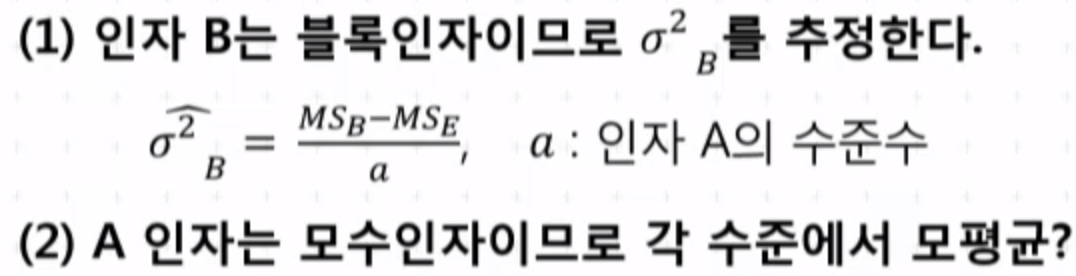 (1) 인자 B는 블록인자이므로 σ²_B를 추정한다.
σ̂²_B = (MS_B−MS_E)/a, a : 인자 A의 수준수
(2) A 인자는 모수인자이므로 각 수준에서 모평균?